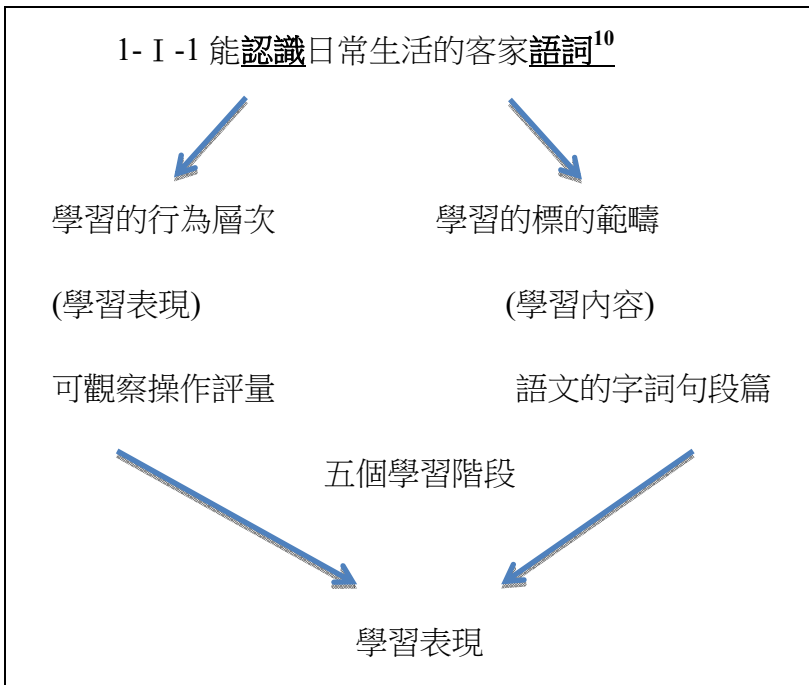 1-Ⅰ-1 能認識日常生活的客家語詞10
學習的行為層次 學習的標的範疇
(學習表現) (學習內容)
可觀察操作評量 語文的字詞句段篇
五個學習階段
學習表現